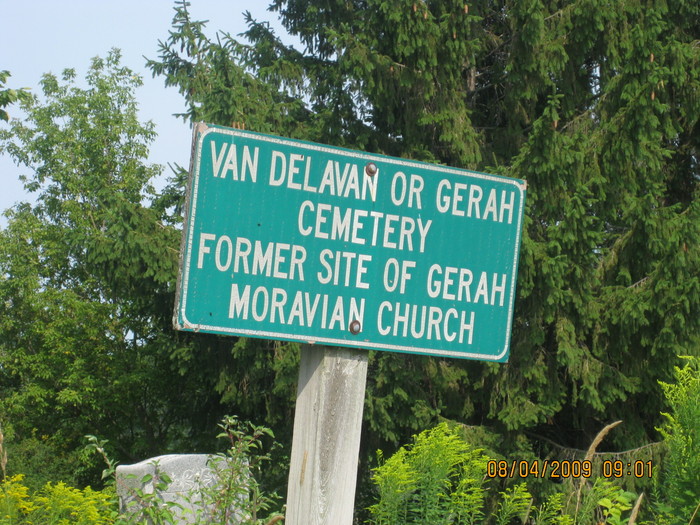 VAN DELAVAN OR GERAH
CEMETERY
FORMER SITE OF GERAH
MORAVIAN CHURCH
08/04/2009 09:01